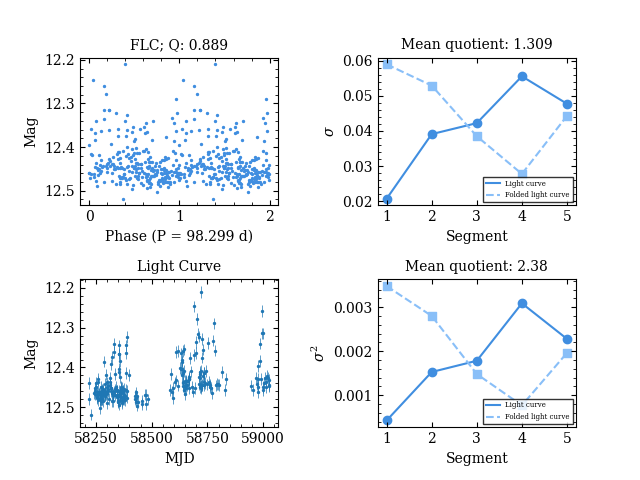 FLC; Q: 0.889
12.2
12.3
12.4
12.5
Mag
0
1
2
Phase (P = 98.299 d)
Mean quotient: 1.309
0.06
0.05
0.04
0.03
0.02
σ
1
2
3
4
5
Segment
Light curve
Folded light curve
Light Curve
12.2
12.3
12.4
12.5
Mag
58250
58500
58750
59000
MJD
Mean quotient: 2.38
0.003
0.002
0.001
σ²
1
2
3
4
5
Segment
Light curve
Folded light curve